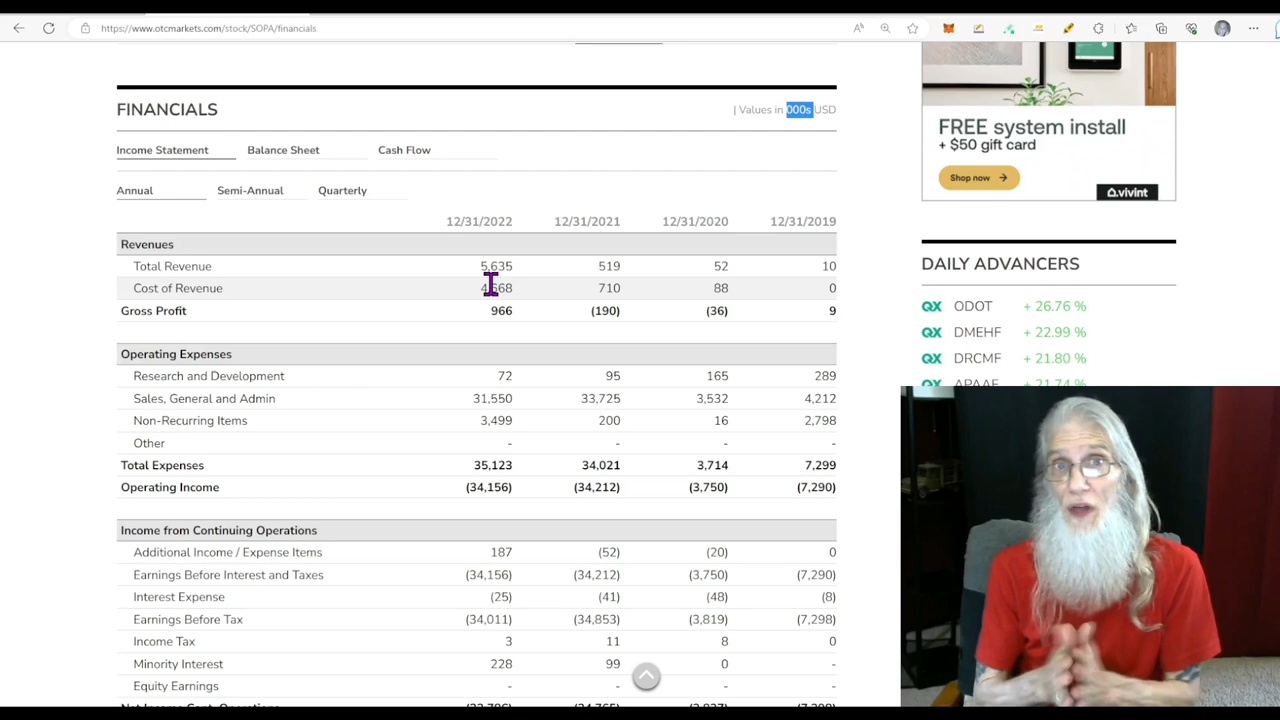 https://www.otcmarkets.com/stock/SOPA/financials
FINANCIALS | Values in 000s USD
Income Statement Balance Sheet Cash Flow
Annual Semi-Annual Quarterly
12/31/2022 12/31/2021 12/31/2020 12/31/2019
Revenues
Total Revenue 5,635 519 52 10
Cost of Revenue 4,668 710 88 0
Gross Profit 966 (190) (36) 9
Operating Expenses
Research and Development 72 95 165 289
Sales, General and Admin 31,550 33,725 3,532 4,212
Non-Recurring Items 3,499 200 16 2,798
Other - - - -
Total Expenses 35,123 34,021 3,714 7,299
Operating Income (34,156) (34,212) (3,750) (7,290)
Income from Continuing Operations
Additional Income / Expense Items 187 (52) (20) 0
Earnings Before Interest and Taxes (34,156) (34,212) (3,750) (7,290)
Interest Expense (25) (41) (48) (8)
Earnings Before Tax (34,011) (34,853) (3,819) (7,298)
Income Tax 3 11 8 0
Minority Interest 228 99 0 -
Equity Earnings - - - -
FREE system install
+ $50 gift card
Shop now
vivint
DAILY ADVANCERS
QX ODOT + 26.76 %
QX DMEHF + 22.99 %
QX DRCMF + 21.80 %
QX APAAF + 21.74 %